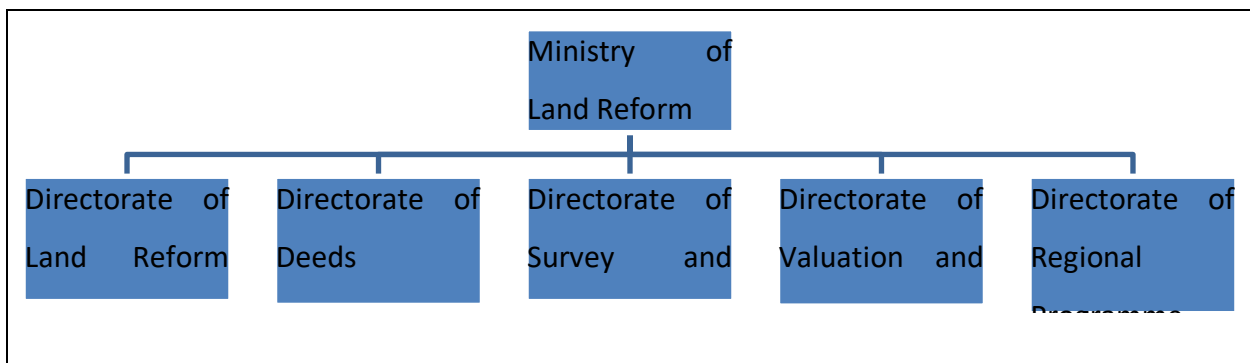 Ministry of
Land Reform
Directorate of
Land Reform
Directorate of
Deeds
Directorate of
Survey and
Directorate of
Valuation and
Directorate of
Regional
Programme